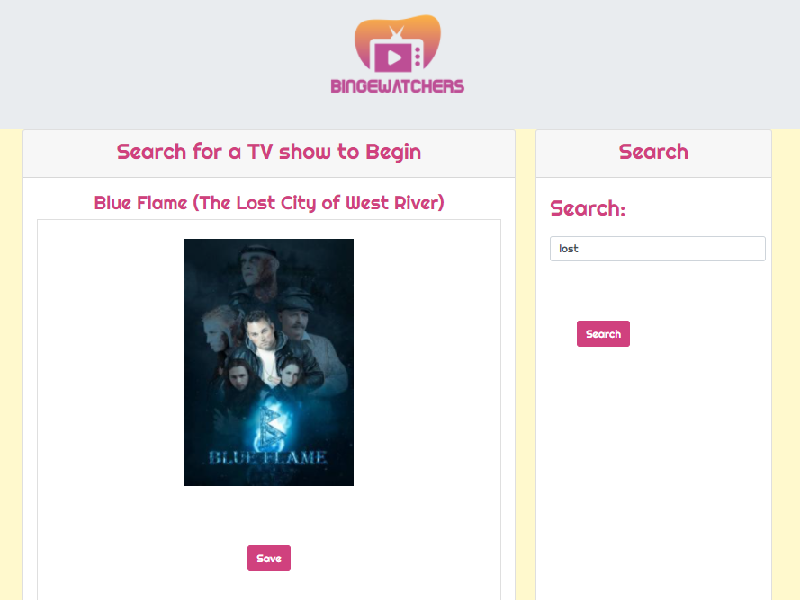 BINGEWATCHERS
Search for a TV show to Begin
Blue Flame (The Lost City of West River)
BLUE FLAME
Save
Search
Search:
lost
Search